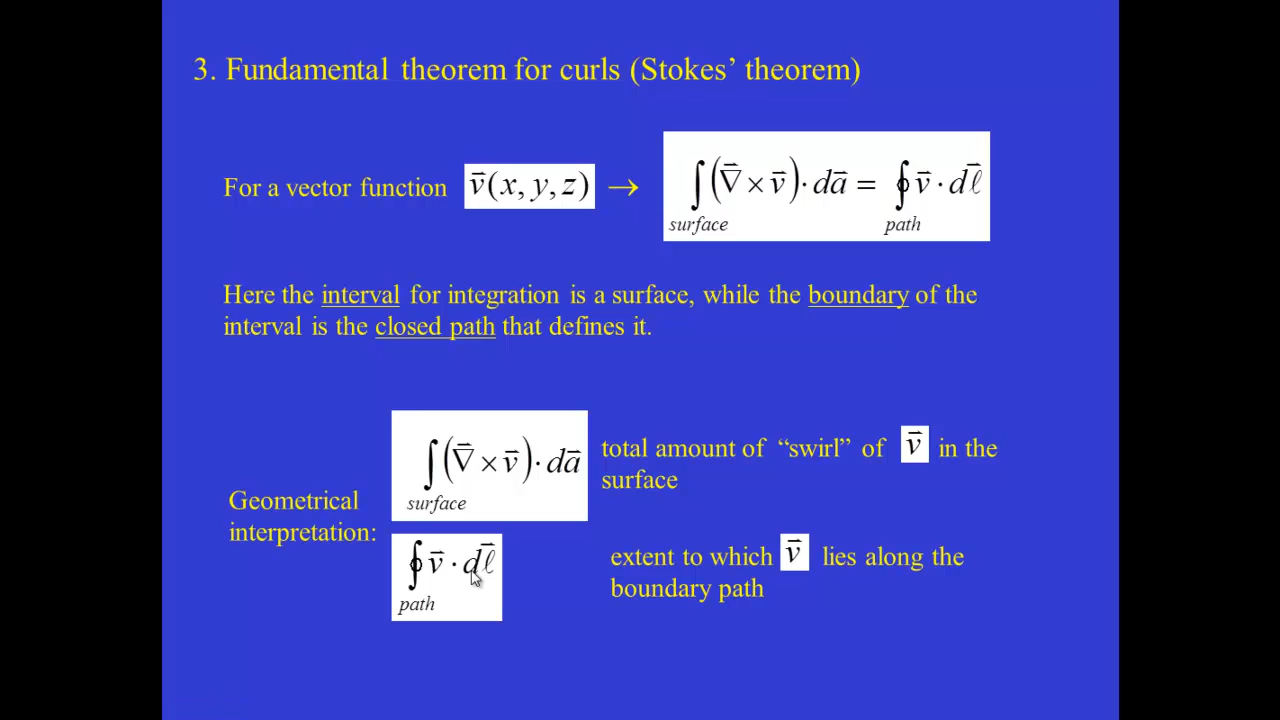 3. Fundamental theorem for curls (Stokes’ theorem)
For a vector function v⃗(x, y, z) → ∫(∇⃗ × v⃗) · da⃗ = ∮ v⃗ · dℓ⃗
surface path
Here the interval for integration is a surface, while the boundary of the
interval is the closed path that defines it.
Geometrical
interpretation:
∫(∇⃗ × v⃗) · da⃗
surface
total amount of “swirl” of v⃗ in the
surface
∮ v⃗ · dℓ⃗
path
extent to which v⃗ lies along the
boundary path